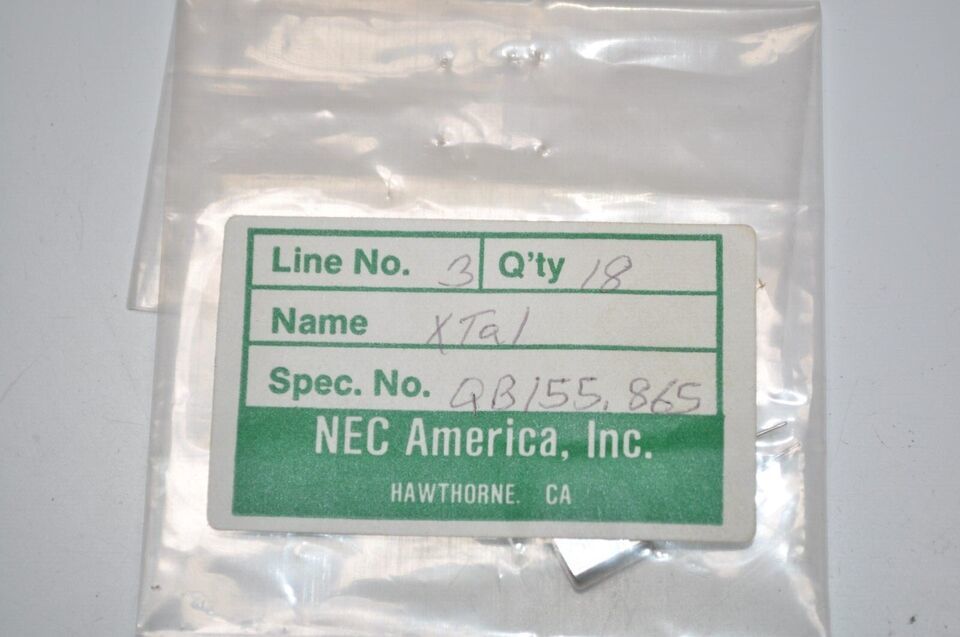 Line No. 3 Q'ty 18
Name XTal
Spec. No. QB155.865
NEC America, Inc.
HAWTHORNE. CA